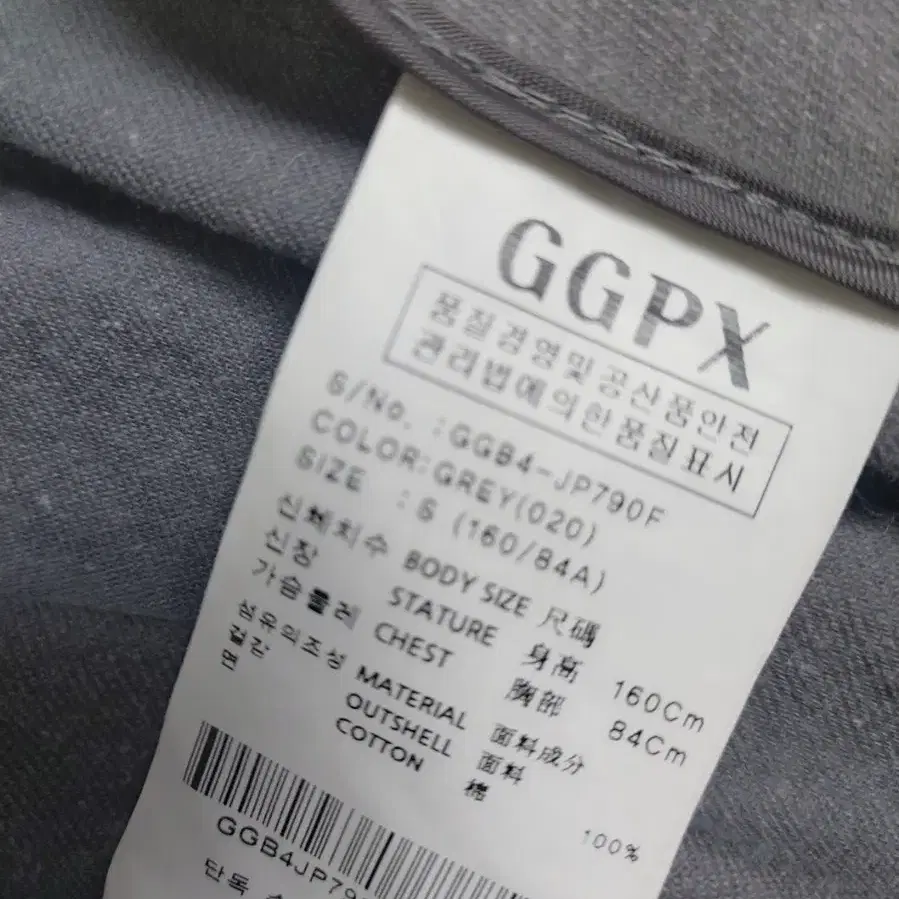 GGPX
품질경영및공산품안전
관리법에의한품질표시
S/No. : GGB4-JP790F
COLOR: GREY(020)
SIZE : S (160/84A)
신체치수 BODY SIZE 尺碼
신장 STATURE 身高 160Cm
가슴둘레 CHEST 胸部 84Cm
섬유의조성 MATERIAL 面料成分
겉감 OUTSHELL 面料
면 COTTON 棉 100%
GGB4JP79
단독